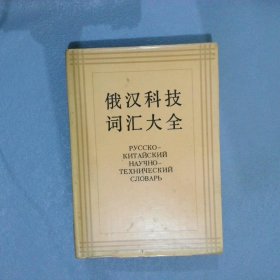 俄汉科技
词汇大全
РУССКО-
КИТАЙСКИЙ
НАУЧНО-
ТЕХНИЧЕСКИЙ
СЛОВАРЬ